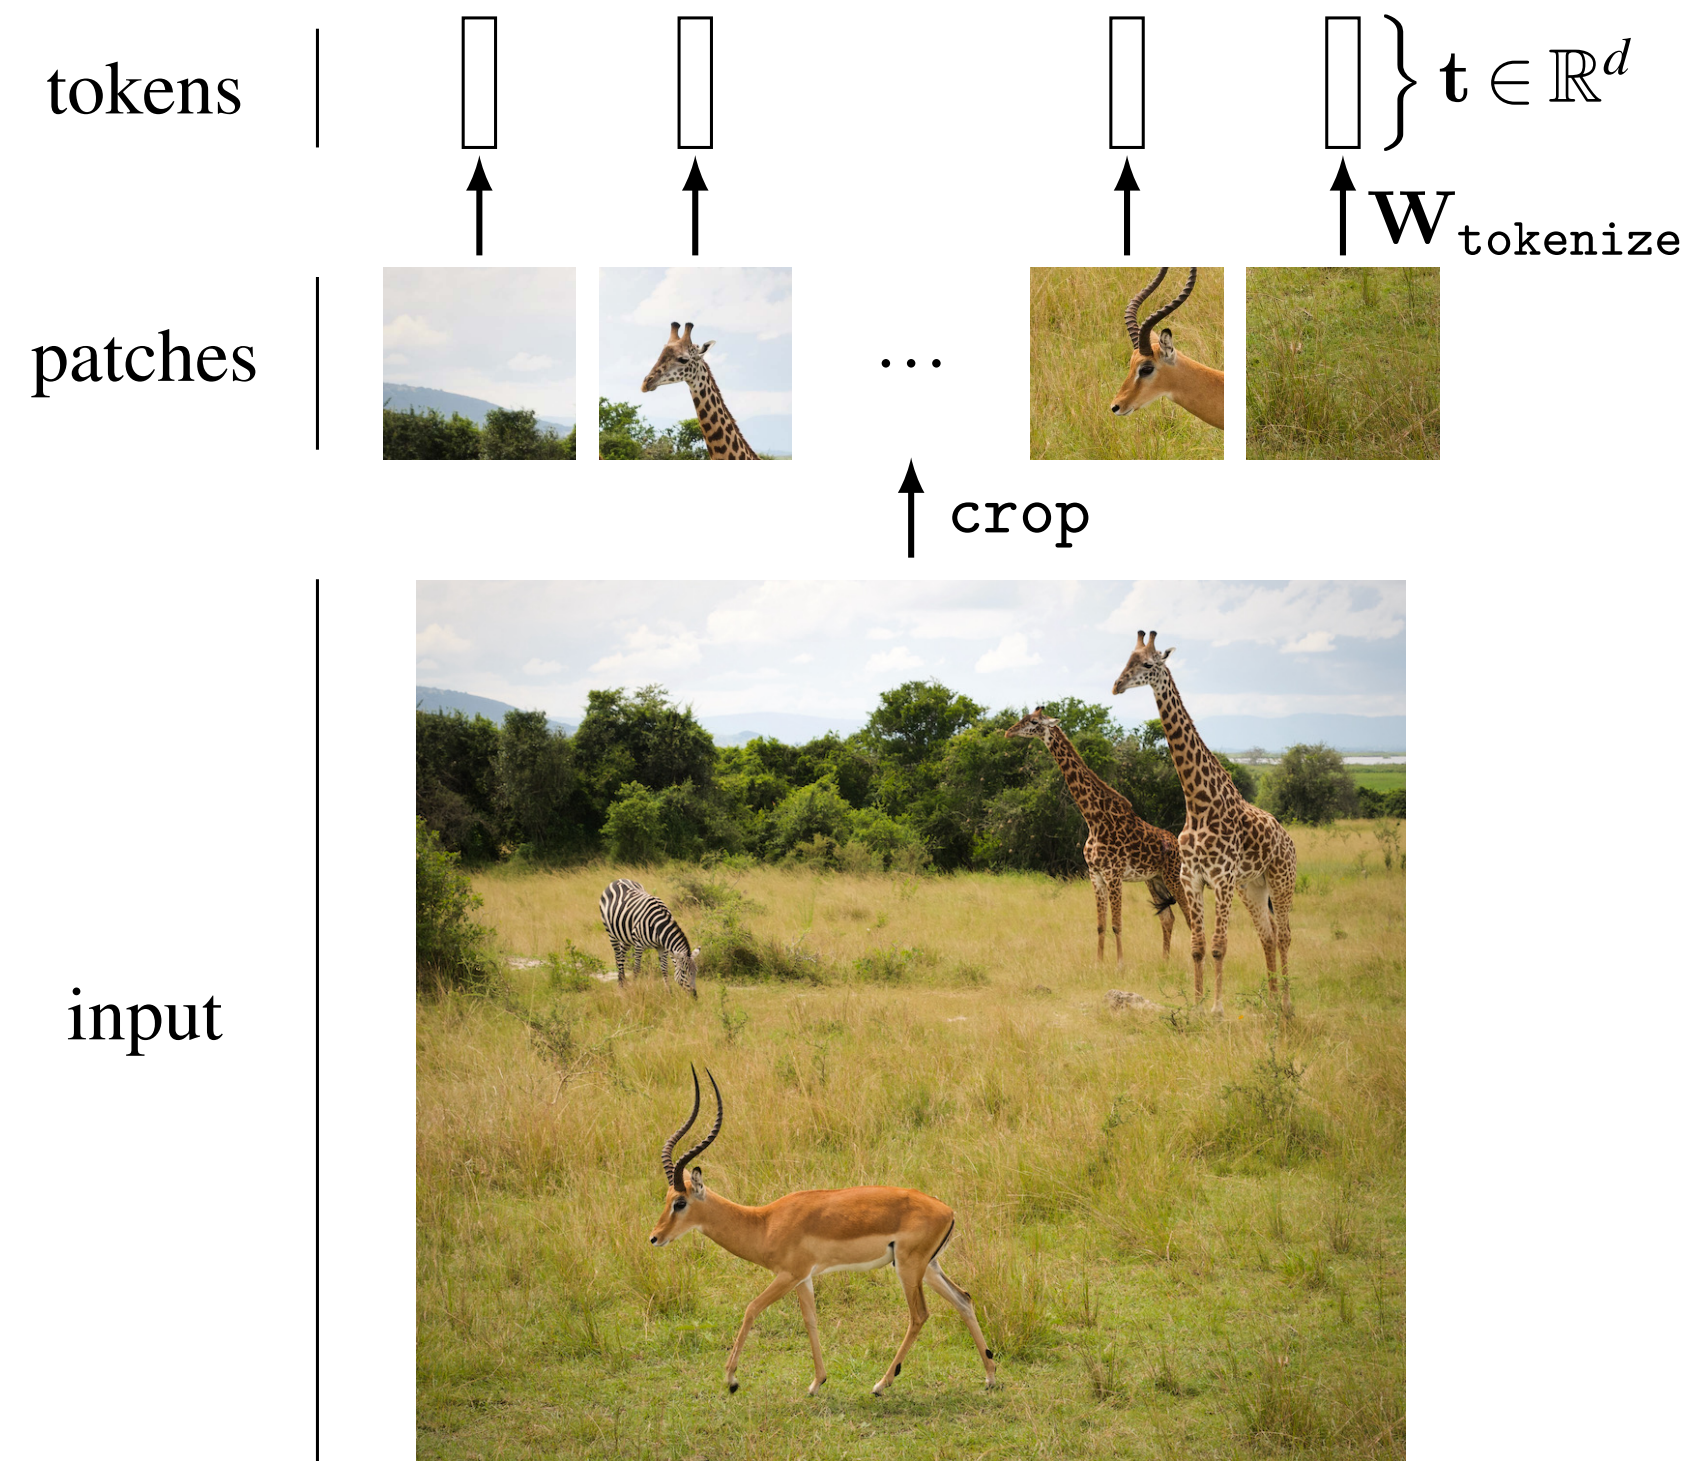 tokens
t ∈ ℝ^d
W_tokenize
patches
...
crop
input